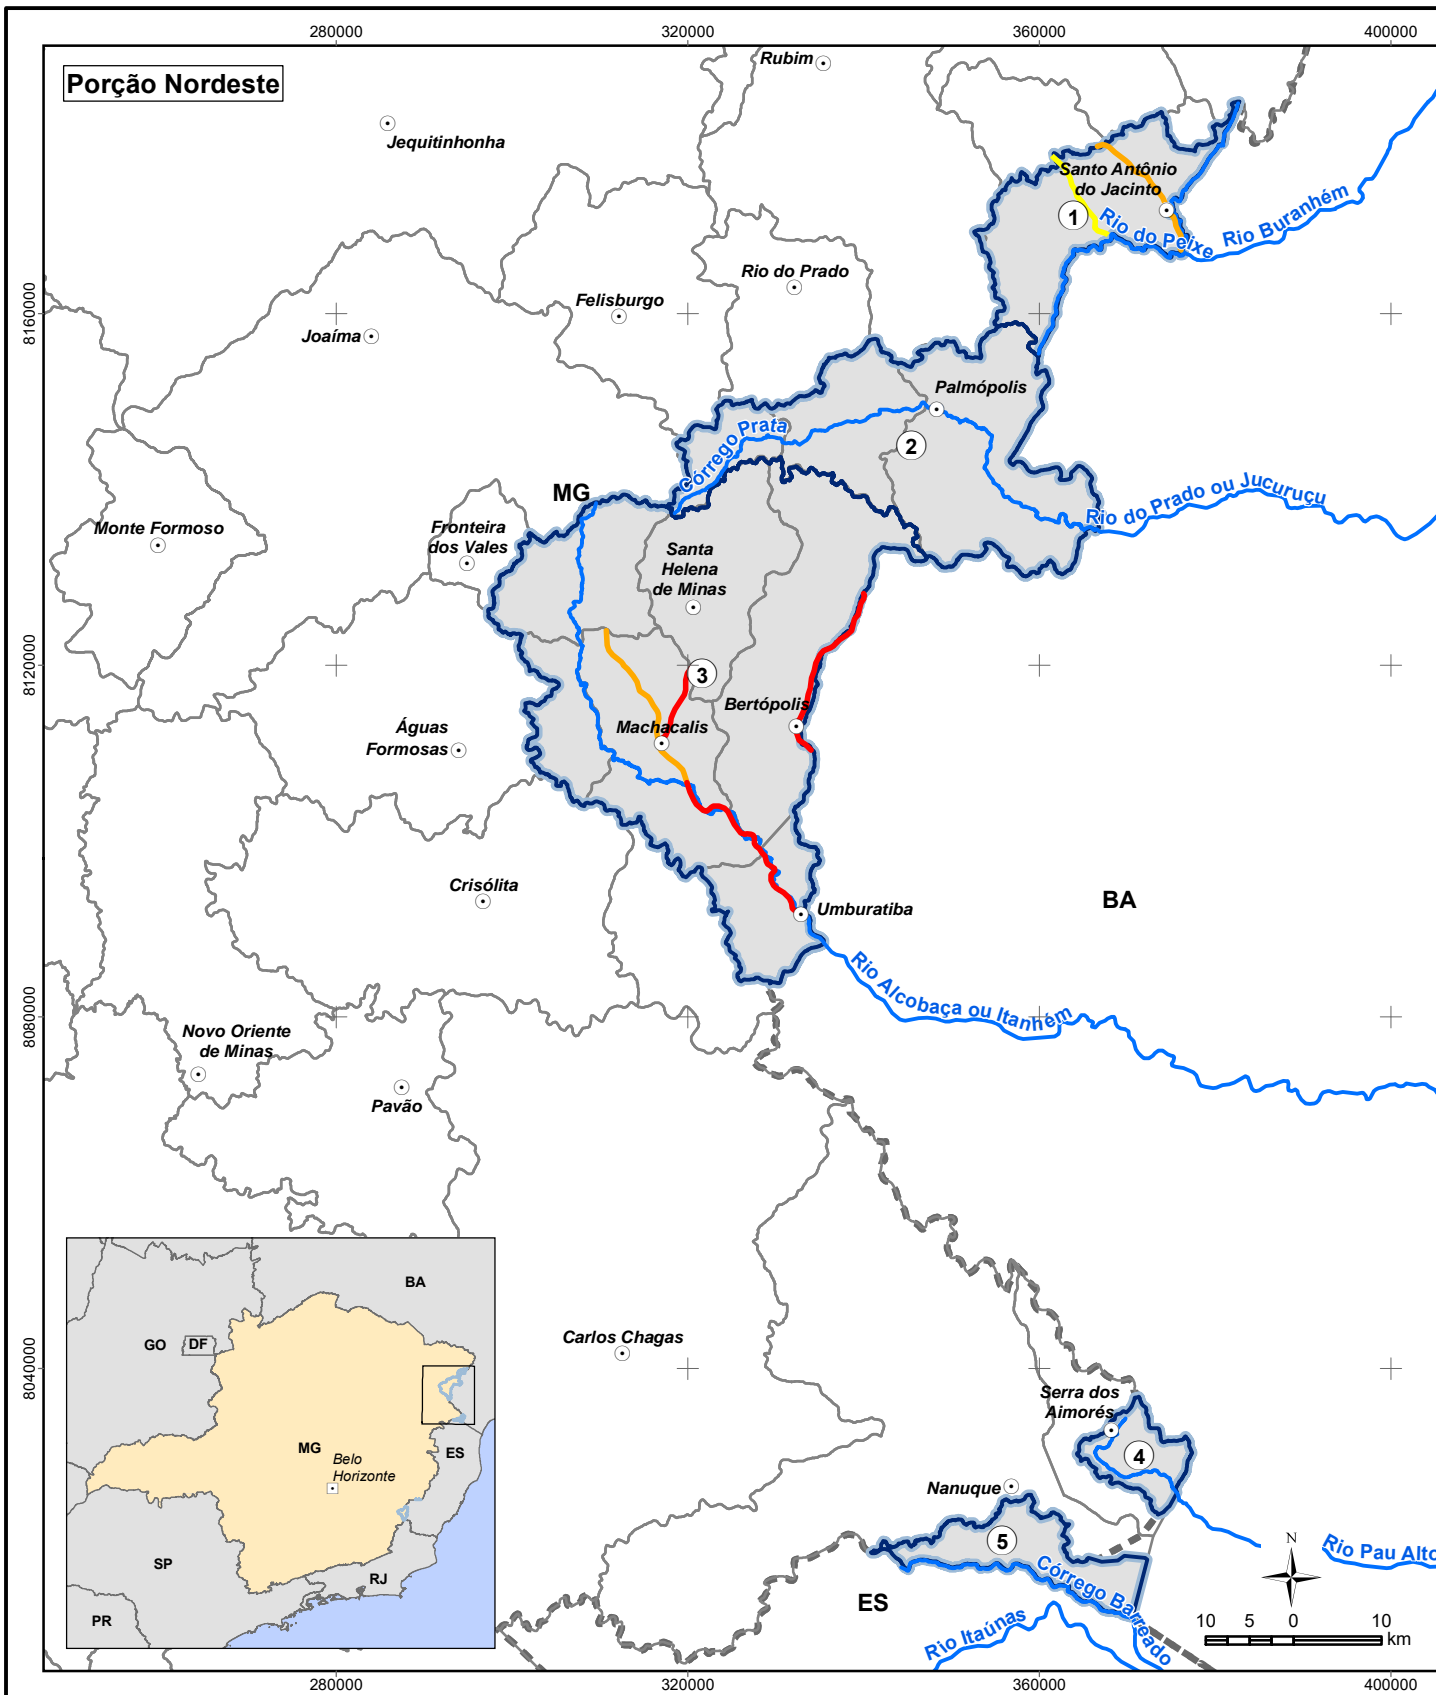 280000
320000
360000
400000
Porção Nordeste
Rubim
Jequitinhonha
Santo Antônio
do Jacinto
1
Rio do Peixe
Rio Buranhém
Rio do Prado
Felisburgo
Joaíma
8160000
Palmópolis
Córrego Prata
2
MG
Rio do Prado ou Jucuruçu
Monte Formoso
Fronteira
dos Vales
Santa
Helena
de Minas
8120000
3
Bertópolis
Machacalis
Águas
Formosas
Crisólita
BA
Umburatiba
Rio Alcobaça ou Itanhém
8080000
Novo Oriente
de Minas
Pavão
BA
GO
DF
MG
Belo
Horizonte
ES
SP
RJ
PR
Carlos Chagas
8040000
Serra dos
Aimorés
4
Nanuque
5
Rio Pau Alto
Córrego Barreado
ES
Rio Itaúnas
N
10
5
0
10
km
280000
320000
360000
400000